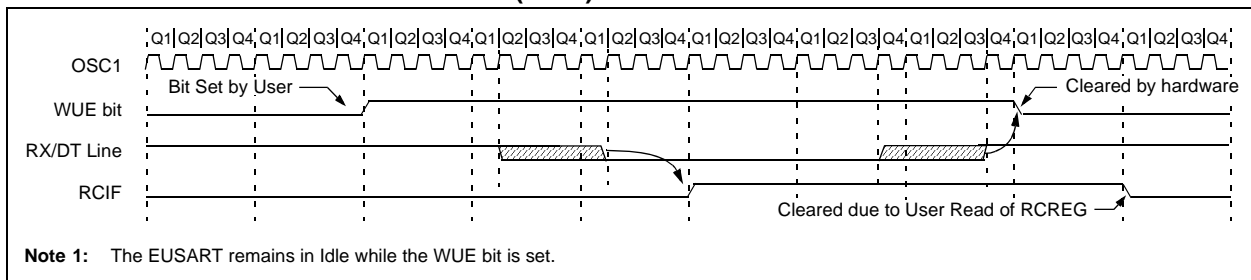 Q1 Q2 Q3 Q4 Q1 Q2 Q3 Q4 Q1 Q2 Q3 Q4 Q1 Q2 Q3 Q4 Q1 Q2 Q3 Q4 Q1 Q2 Q3 Q4 Q1 Q2 Q3 Q4 Q1 Q2 Q3 Q4 Q1 Q2 Q3 Q4 Q1 Q2 Q3 Q4
OSC1
Bit Set by User
Cleared by hardware
WUE bit
RX/DT Line
RCIF
Cleared due to User Read of RCREG
Note 1: The EUSART remains in Idle while the WUE bit is set.